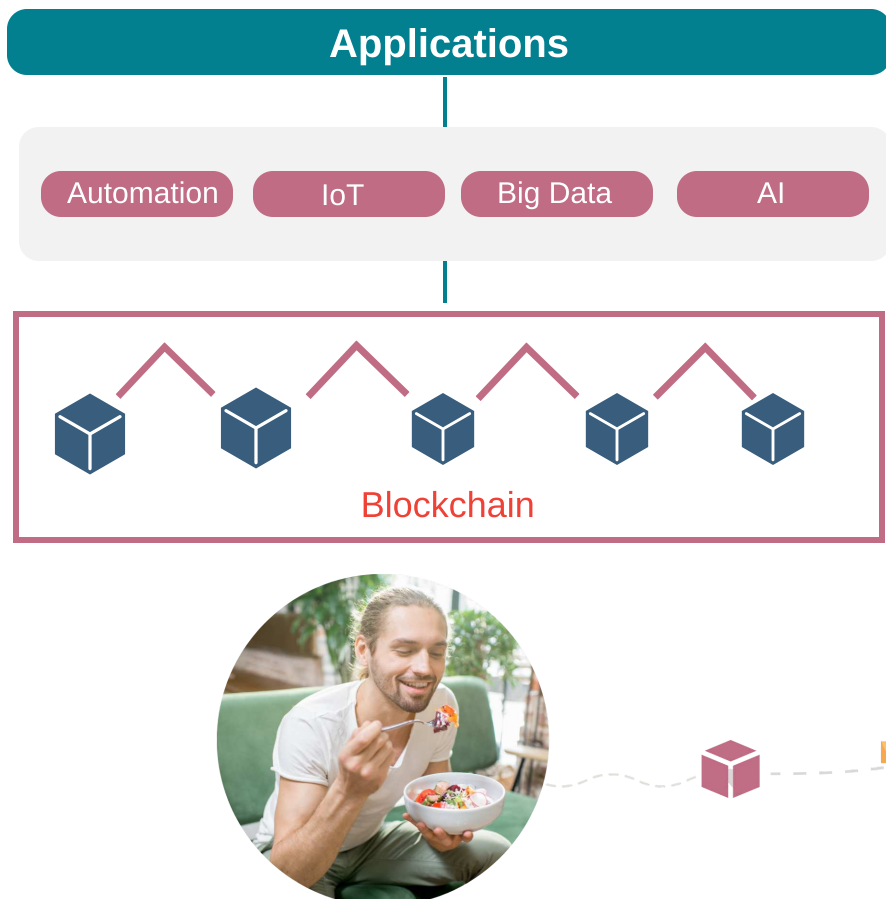 Applications
Automation
IoT
Big Data
AI
Blockchain